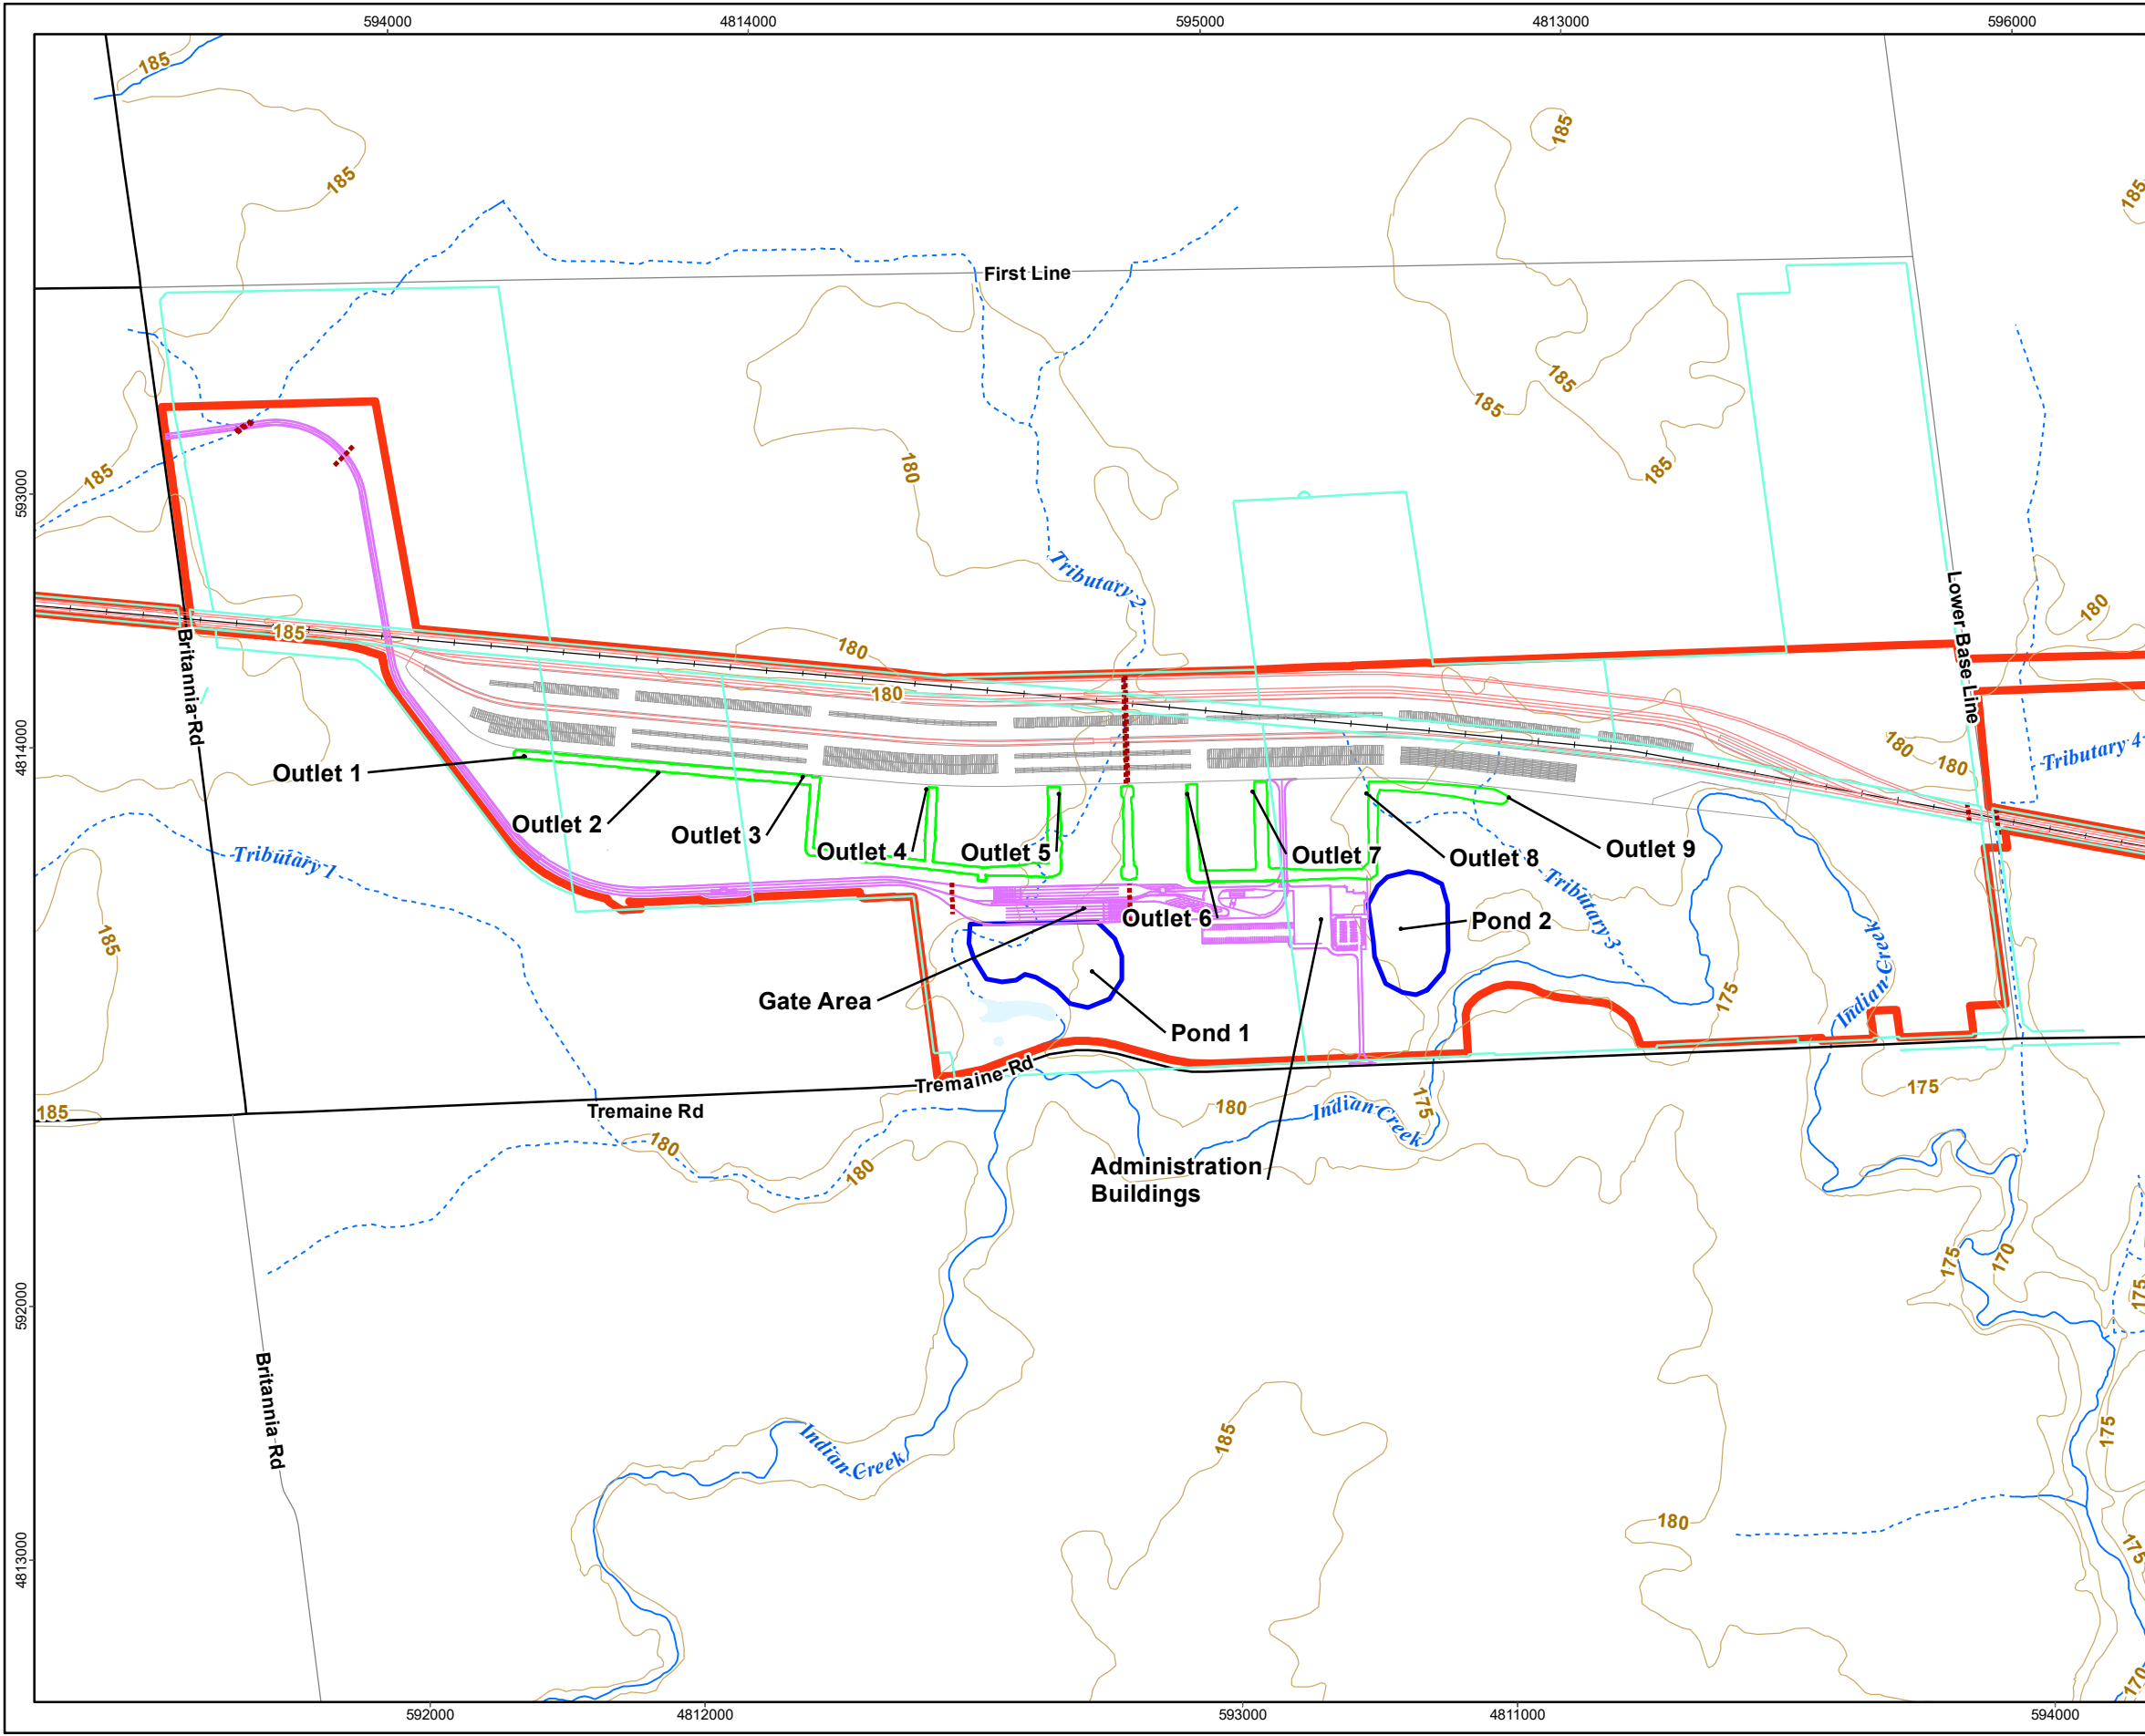 594000
4814000
595000
4813000
596000
185
185
185
185
First Line
185
185
185
180
185
593000
Tributary 2
Lower Base Line
180
185
Britannia Rd
180
180
4814000
180
180
Tributary 4
Outlet 1
Outlet 2
Outlet 3
Outlet 4
Outlet 5
Outlet 7
Outlet 8
Outlet 9
Tributary 1
Tributary 3
Outlet 6
Pond 2
185
Indian Creek
Gate Area
Pond 1
175
Tremaine Rd
Tremaine Rd
185
180
Indian Creek
175
175
180
180
Administration
Buildings
592000
175
170
175
Britannia Rd
Indian Creek
185
175
180
4813000
175
170
592000
4812000
593000
4811000
594000